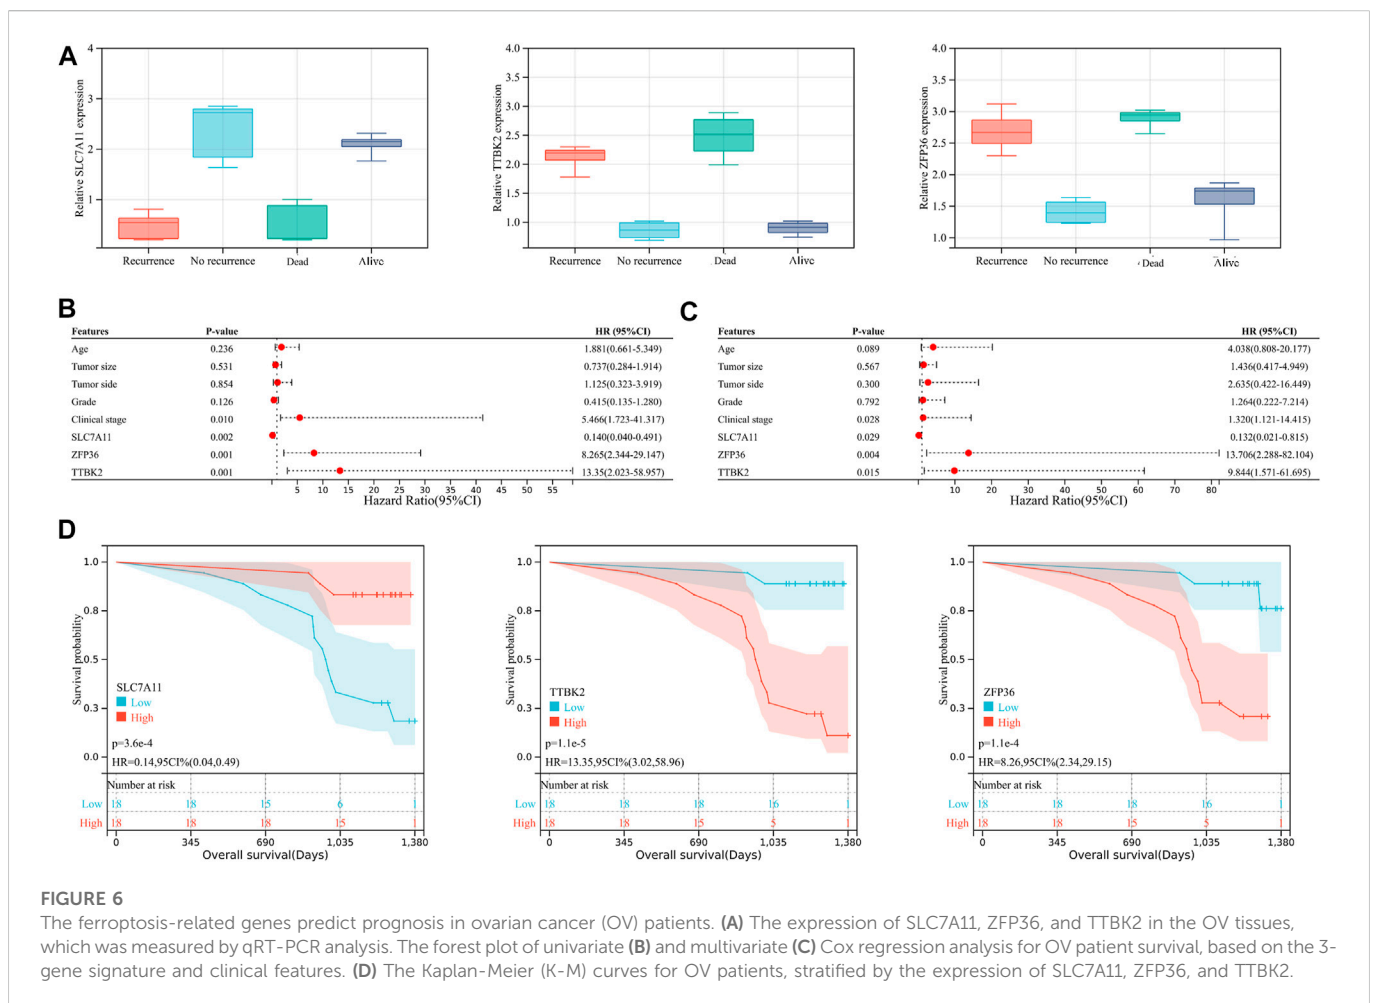 A
Relative SLC7A11 expression
4
3
2
1
Recurrence No recurrence Dead Alive
Relative TTBK2 expression
4.0
3.5
3.0
2.5
2.0
1.5
1.0
Recurrence No recurrence Dead Alive
Relative ZFP36 expression
4.0
3.5
3.0
2.5
2.0
1.5
1.0
Recurrence No recurrence Dead Alive
B
Features P-value HR (95%CI)
Age 0.236 1.881(0.661-5.349)
Tumor size 0.531 0.737(0.284-1.914)
Tumor side 0.854 1.125(0.323-3.919)
Grade 0.126 0.415(0.135-1.280)
Clinical stage 0.010 5.466(1.723-41.317)
SLC7A11 0.002 0.140(0.040-0.491)
ZFP36 0.001 8.265(2.344-29.147)
TTBK2 0.001 13.35(2.023-58.957)
5 10 15 20 25 30 35 40 45 50 55
Hazard Ratio(95%CI)
C
Features P-value HR (95%CI)
Age 0.089 4.038(0.808-20.177)
Tumor size 0.567 1.436(0.417-4.949)
Tumor side 0.300 2.635(0.422-16.449)
Grade 0.792 1.264(0.222-7.214)
Clinical stage 0.028 1.320(1.121-14.415)
SLC7A11 0.029 0.132(0.021-0.815)
ZFP36 0.004 13.706(2.288-82.104)
TTBK2 0.015 9.844(1.571-61.695)
10 20 30 40 50 60 70 80
Hazard Ratio(95%CI)
D
Survival probability
1.0
0.8
0.5
0.3
0.0
SLC7A11
Low
High
p=3.6e-4
HR=0.14,95CI%(0.04,0.49)
Number at risk
Low 18 18 15 6 1
High 18 18 18 15 1
0 345 690 1,035 1,380
Overall survival(Days)
Survival probability
1.0
0.8
0.5
0.3
0.0
TTBK2
Low
High
p=1.1e-5
HR=13.35,95CI%(3.02,58.96)
Number at risk
Low 18 18 18 16 1
High 18 18 15 5 1
0 345 690 1,035 1,380
Overall survival(Days)
Survival probability
1.0
0.8
0.5
0.3
0.0
ZFP36
Low
High
p=1.1e-4
HR=8.26,95CI%(2.34,29.15)
Number at risk
Low 18 18 18 16 1
High 18 18 15 5 1
0 345 690 1,035 1,380
Overall survival(Days)
FIGURE 6
The ferroptosis-related genes predict prognosis in ovarian cancer (OV) patients. (A) The expression of SLC7A11, ZFP36, and TTBK2 in the OV tissues,
which was measured by qRT-PCR analysis. The forest plot of univariate (B) and multivariate (C) Cox regression analysis for OV patient survival, based on the 3-
gene signature and clinical features. (D) The Kaplan-Meier (K-M) curves for OV patients, stratified by the expression of SLC7A11, ZFP36, and TTBK2.